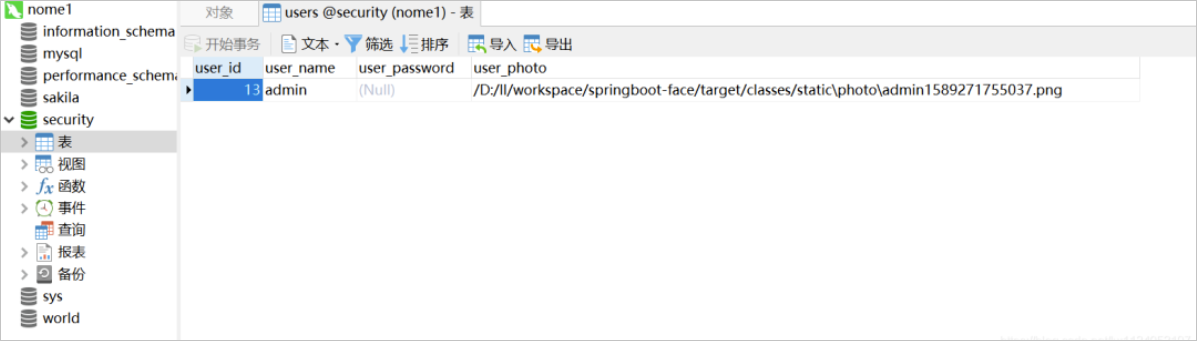 nome1
information_schema
mysql
performance_schema
sakila
security
表
视图
fx 函数
事件
查询
报表
备份
sys
world
对象
users @security (nome1) - 表
开始事务 文本 筛选 排序 导入 导出
user_id user_name user_password user_photo
13 admin (Null) /D:/II/workspace/springboot-face/target/classes/static\photo\admin1589271755037.png